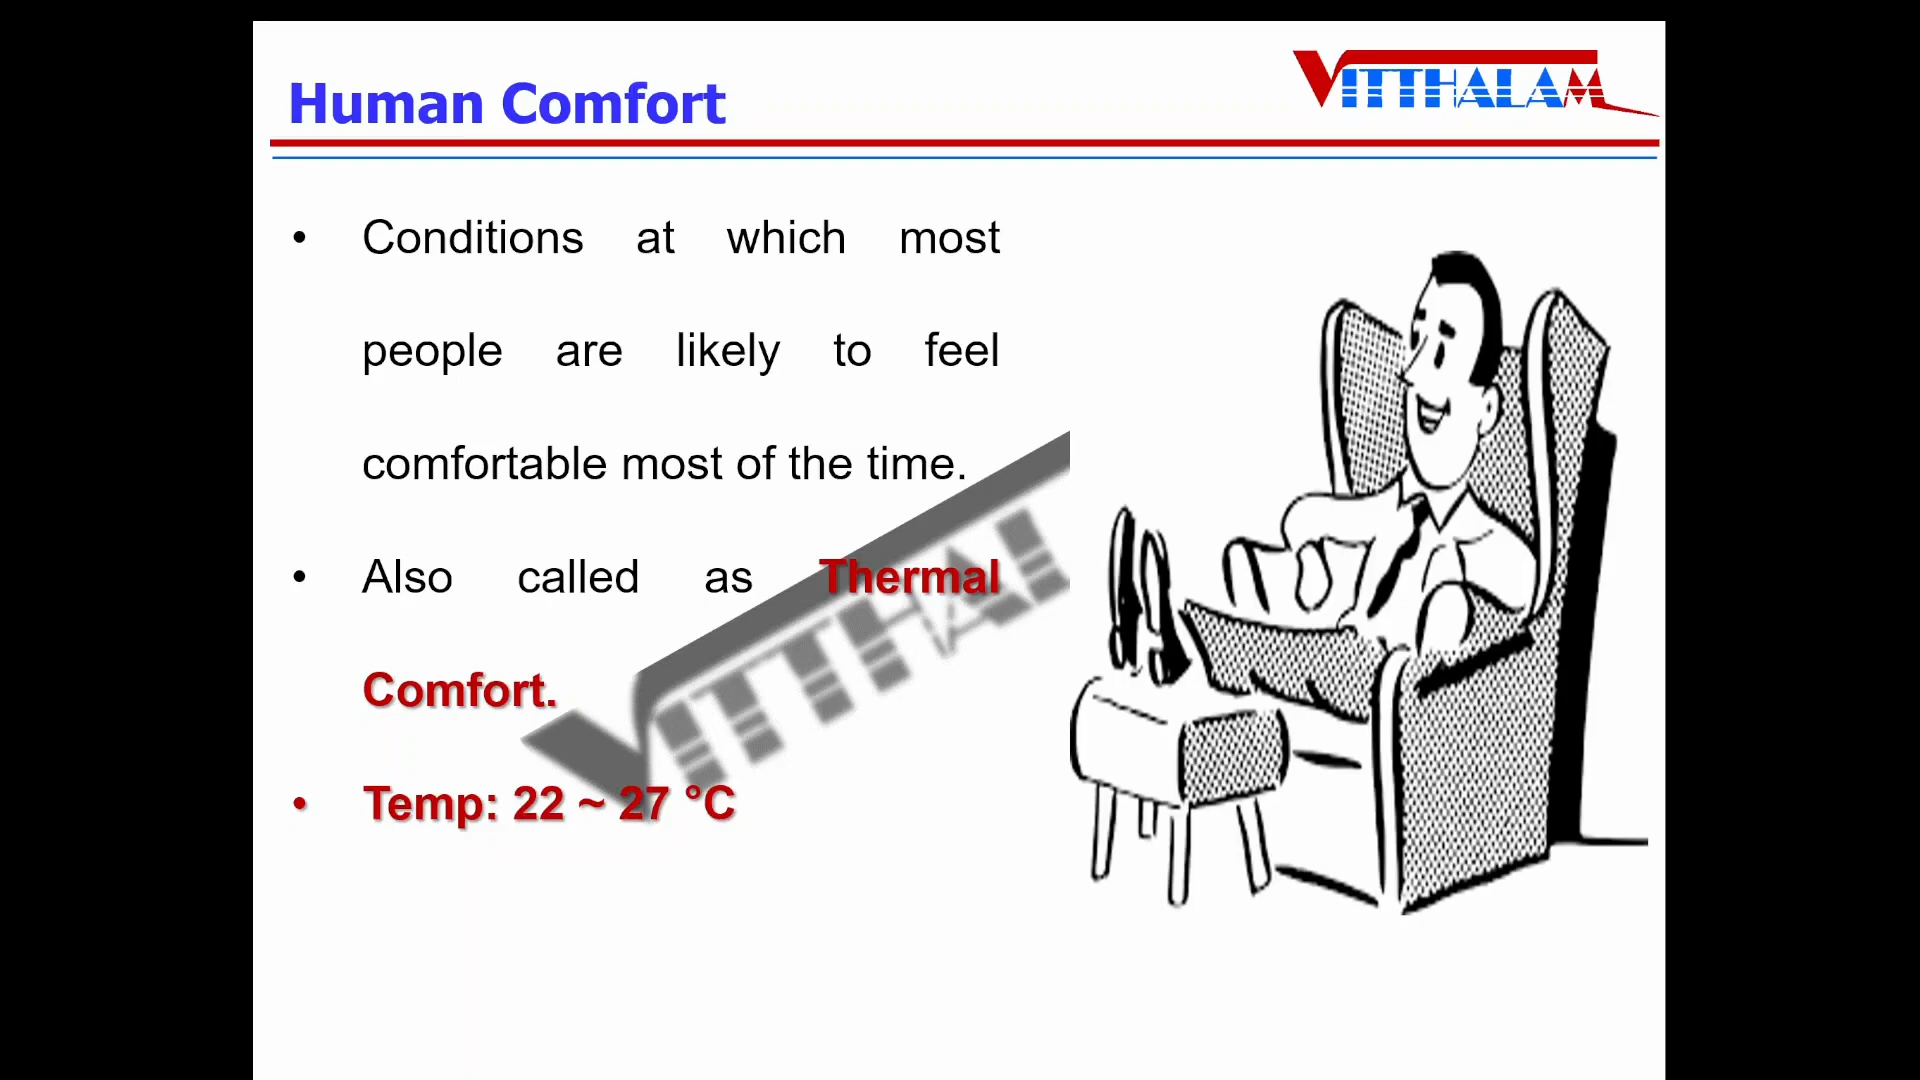 Human Comfort
VITTHALAM
• Conditions at which most
people are likely to feel
comfortable most of the time.
• Also called as Thermal
Comfort.
• Temp: 22 ~ 27 °C
VITTHAL